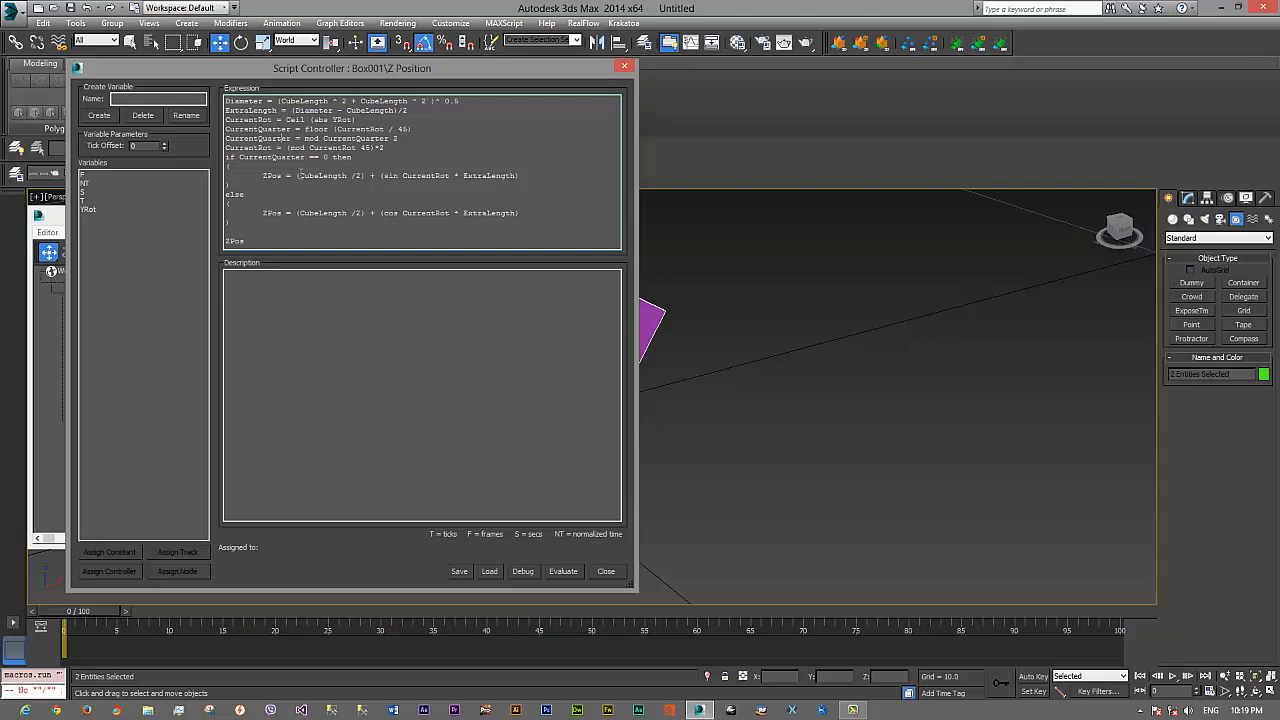 Workspace: Default
Autodesk 3ds Max 2014 x64
Untitled
Type a keyword or phrase
Edit Tools Group Views Create Modifiers Animation Graph Editors Rendering Customize MAXScript Help RealFlow Krakatoa
All
World
Create Selection Se
Modeling
Polyg
Script Controller : Box001\Z Position
Create Variable
Name:
Create Delete Rename
Variable Parameters
Tick Offset: 0
Variables
F
NT
S
T
YRot
Assign Constant Assign Track
Assign Controller Assign Node
Expression
Diameter = (CubeLength ^ 2 + CubeLength ^ 2 )^ 0.5
ExtraLength = (Diameter - CubeLength)/2
CurrentRot = Ceil (abs YRot)
CurrentQuarter = floor (CurrentRot / 45)
CurrentQuarter = mod CurrentQuarter 2
CurrentRot = (mod CurrentRot 45)*2
if CurrentQuarter == 0 then
(
ZPos = (CubeLength /2) + (sin CurrentRot * ExtraLength)
)
else
(
ZPos = (CubeLength /2) + (cos CurrentRot * ExtraLength)
)
ZPos
Description
T = ticks F = frames S = secs NT = normalized time
Assigned to:
Save Load Debug Evaluate Close
[+][Persp
Editor
Standard
Object Type
AutoGrid
Dummy Container
Crowd Delegate
ExposeTm Grid
Point Tape
Protractor Compass
Name and Color
2 Entities Selected
0 / 100
0 5 10 15 20 25 30 35 40 45 50 55 60 65 70 75 80 85 90 95 100
macros.run "
-- No ""/"".
2 Entities Selected
Click and drag to select and move objects
X: Y: Z:
Grid = 10.0
Add Time Tag
Auto Key
Set Key
Selected
Key Filters...
0
ENG 10:19 PM